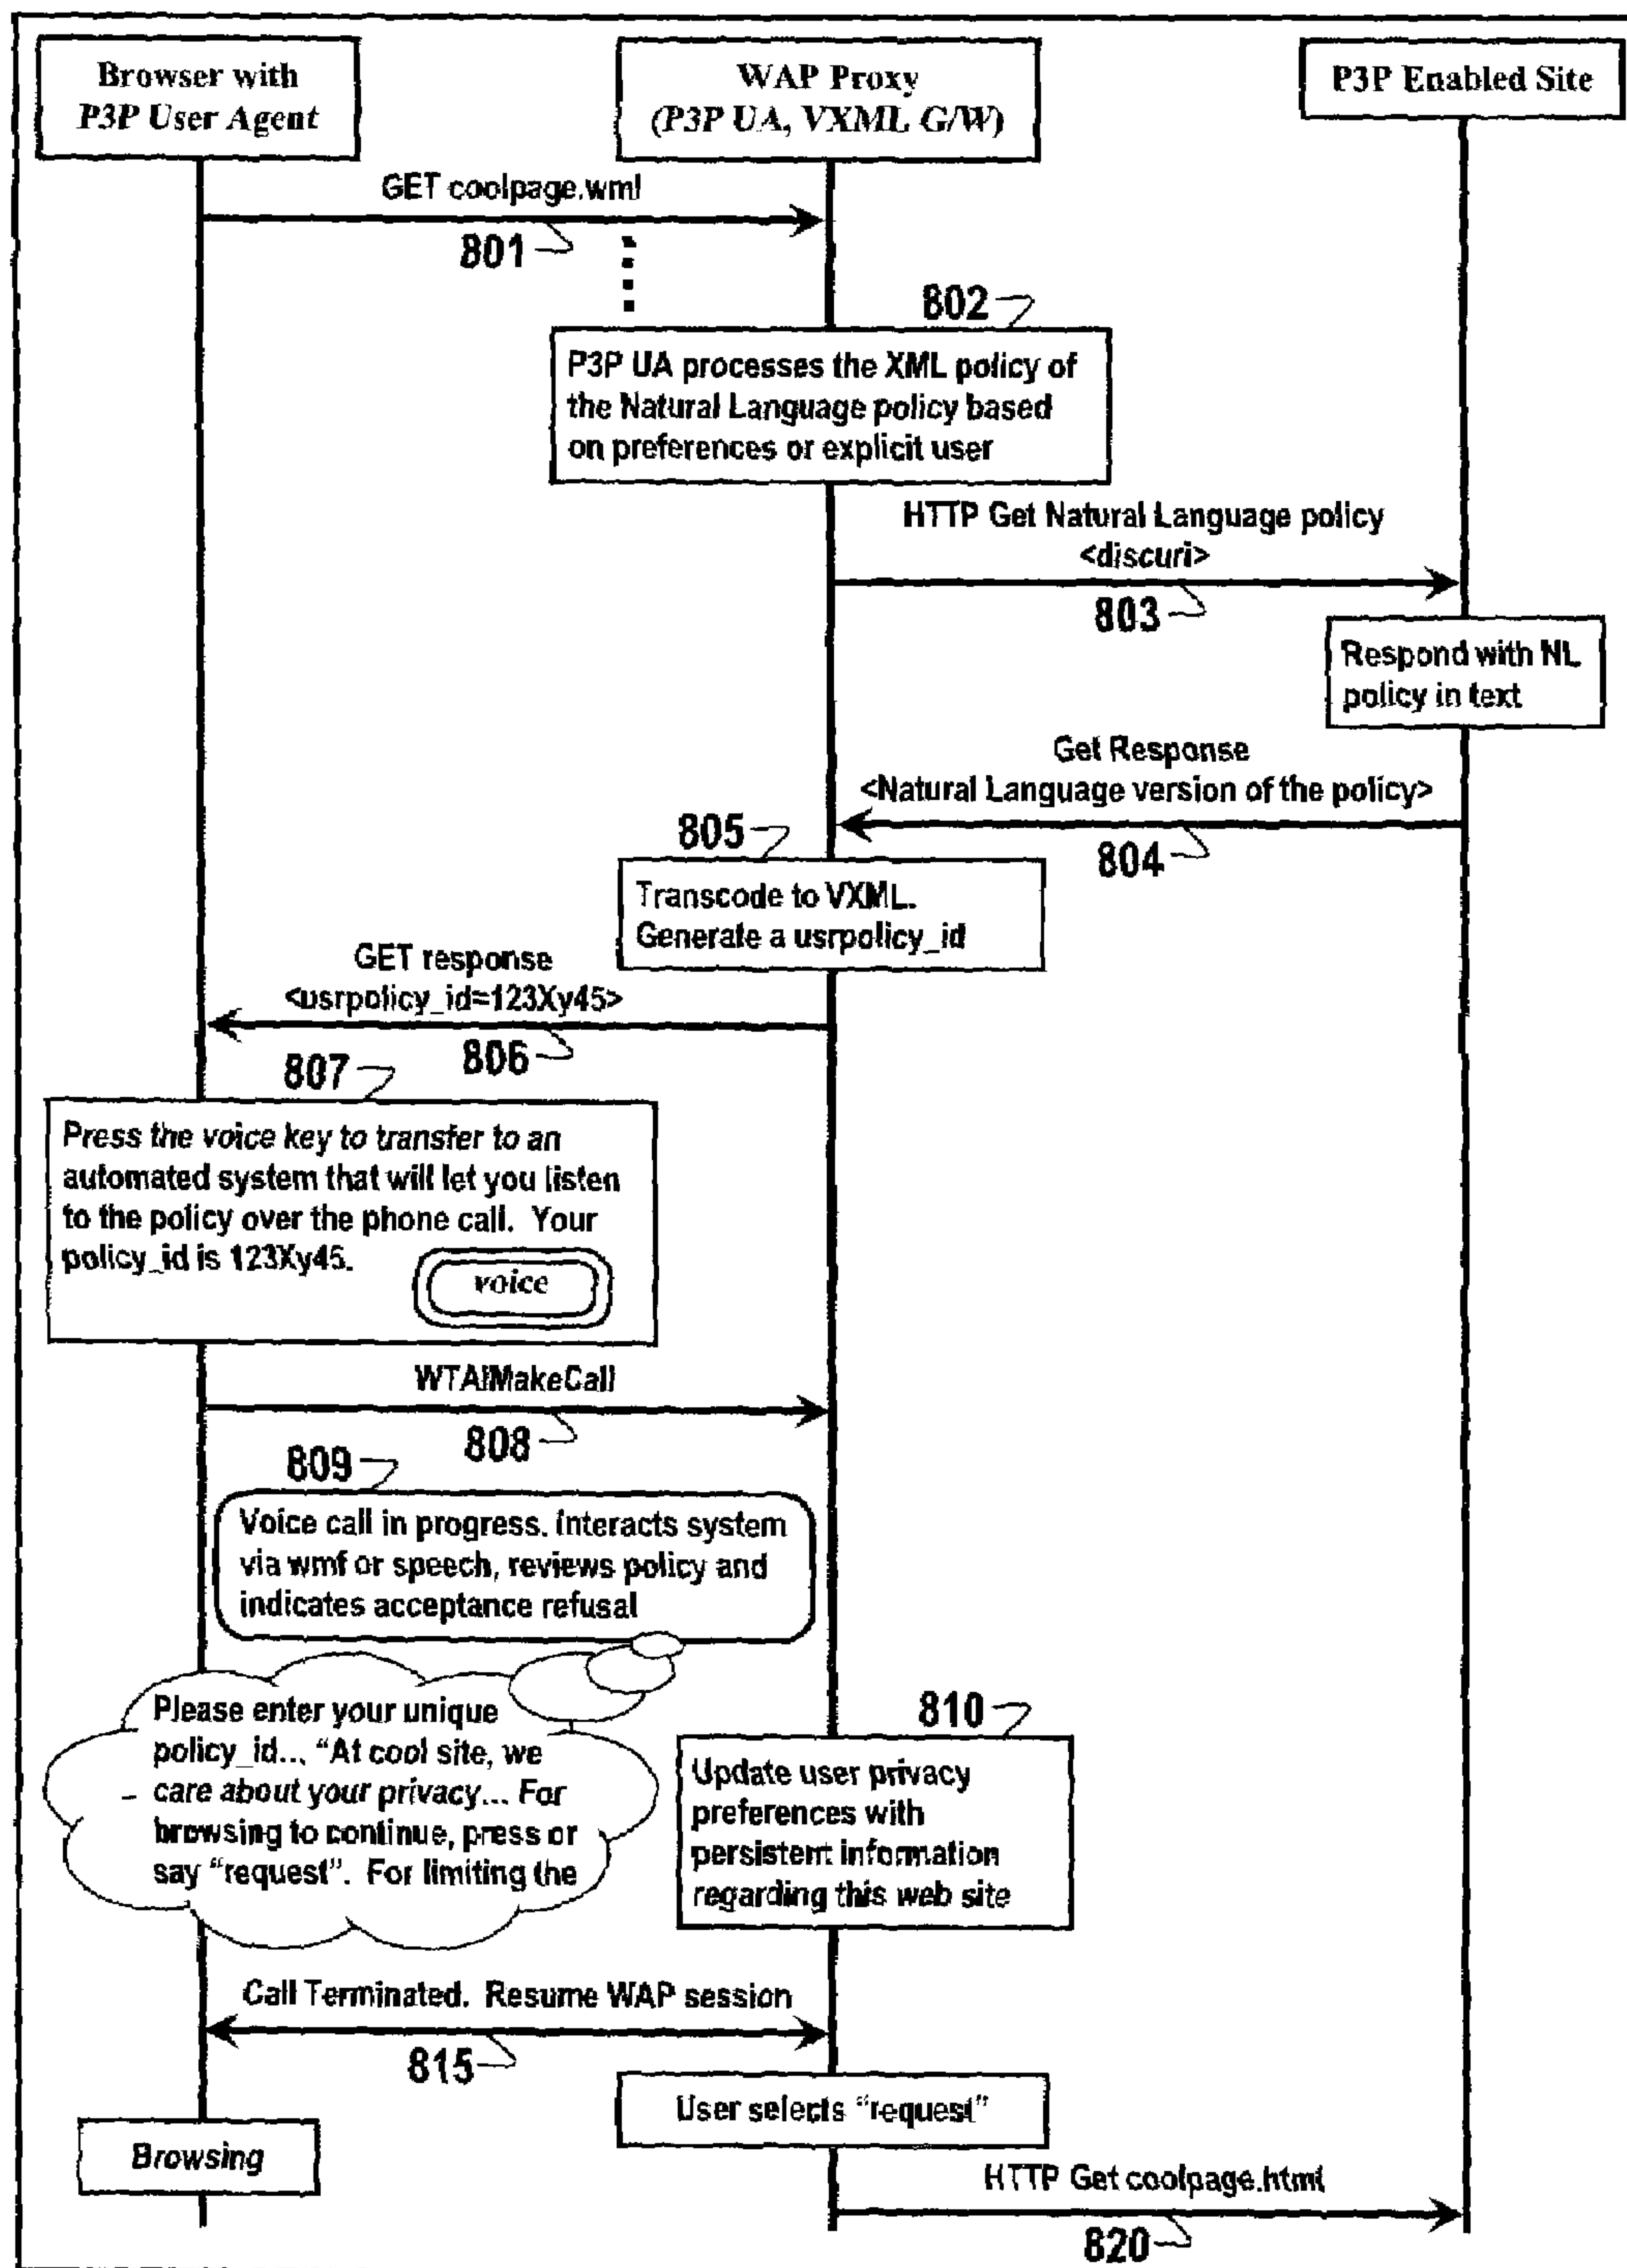 Browser with
P3P User Agent
WAP Proxy
(P3P UA, VXML G/W)
P3P Enabled Site
GET coolpage.wml
801
802
P3P UA processes the XML policy of
the Natural Language policy based
on preferences or explicit user
HTTP Get Natural Language policy
<discuri>
803
Respond with NL
policy in text
Get Response
<Natural Language version of the policy>
804
805
Transcode to VXML.
Generate a usrpolicy_id
GET response
<usrpolicy_id=123Xy45>
806
807
Press the voice key to transfer to an
automated system that will let you listen
to the policy over the phone call. Your
policy_id is 123Xy45.
voice
WTAIMakeCall
808
809
Voice call in progress. Interacts system
via wmf or speech, reviews policy and
indicates acceptance refusal
Please enter your unique
policy_id... "At cool site, we
care about your privacy... For
browsing to continue, press or
say "request". For limiting the
810
Update user privacy
preferences with
persistent information
regarding this web site
Call Terminated. Resume WAP session
815
User selects "request"
Browsing
HTTP Get coolpage.html
820